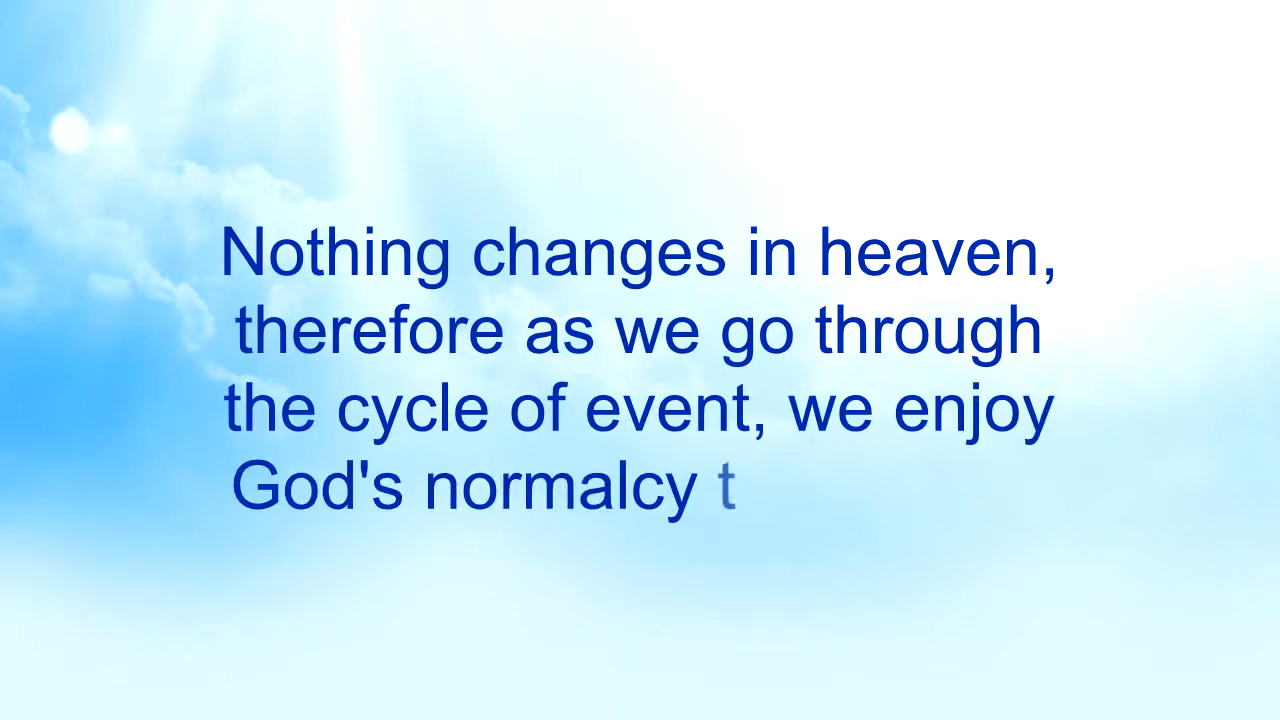 Nothing changes in heaven,
therefore as we go through
the cycle of event, we enjoy
God's normalcy t